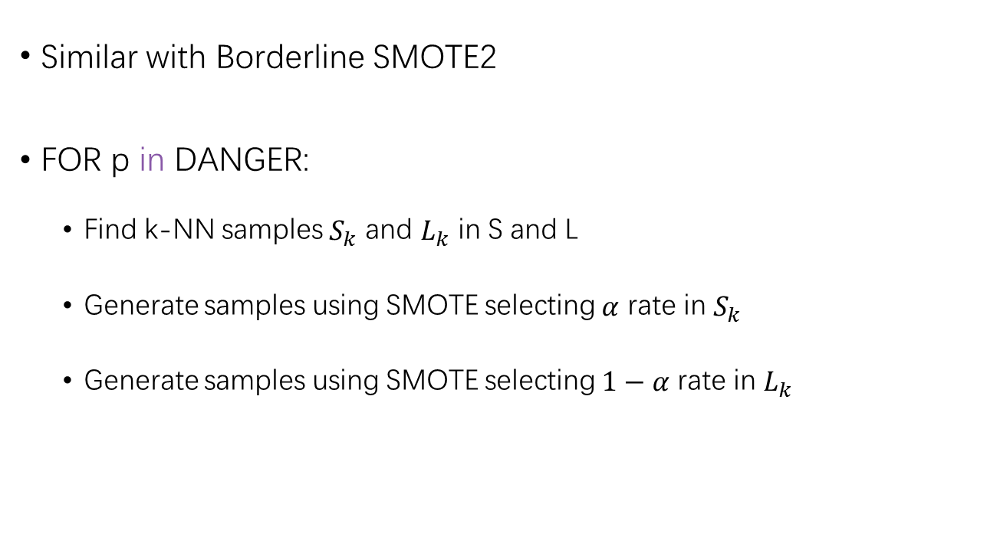 • Similar with Borderline SMOTE2
• FOR p in DANGER:
• Find k-NN samples $S_k$ and $L_k$ in S and L
• Generate samples using SMOTE selecting $\alpha$ rate in $S_k$
• Generate samples using SMOTE selecting $1 - \alpha$ rate in $L_k$